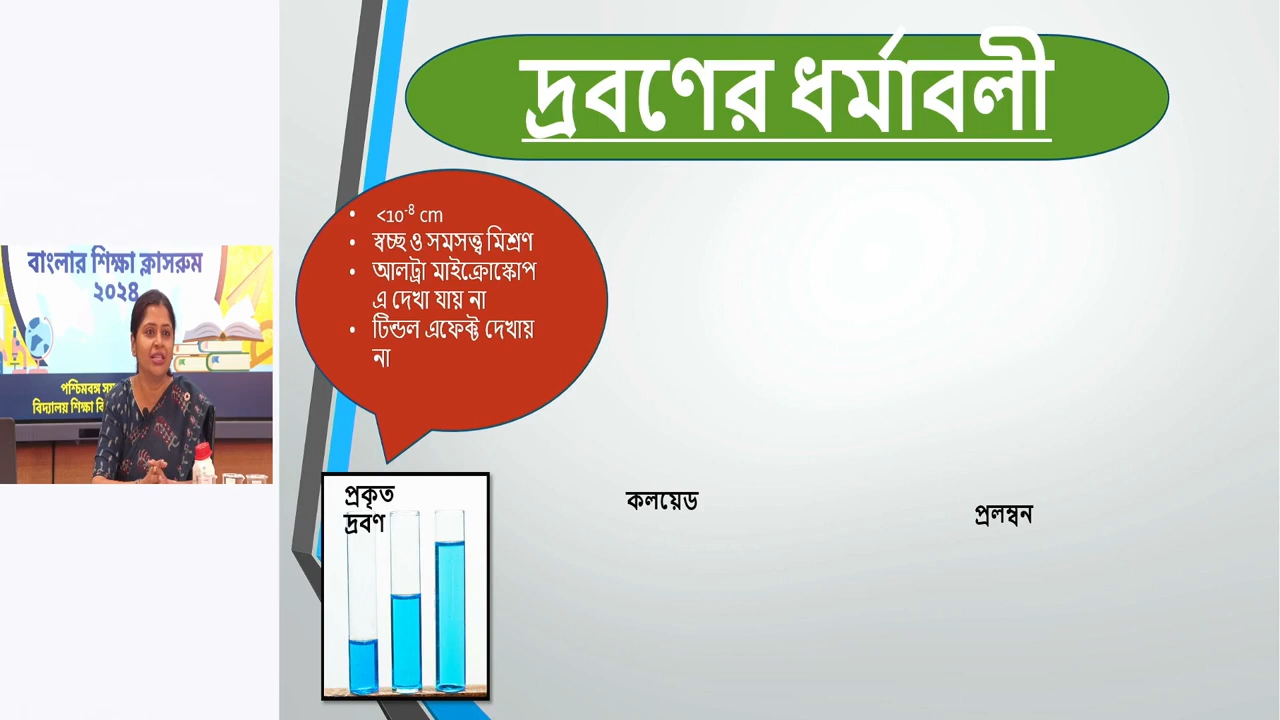 দ্রবণের ধর্মাবলী
• <10⁻⁸ cm
• স্বচ্ছ ও সমসত্ত্ব মিশ্রণ
• আলট্রা মাইক্রোস্কোপ
এ দেখা যায় না
• টিন্ডল এফেক্ট দেখায়
না
বাংলার শিক্ষা ক্লাসরুম
২০২৪
পশ্চিমবঙ্গ
বিদ্যালয় শিক্ষা
প্রকৃত
দ্রবণ
কলয়েড
প্রলম্বন